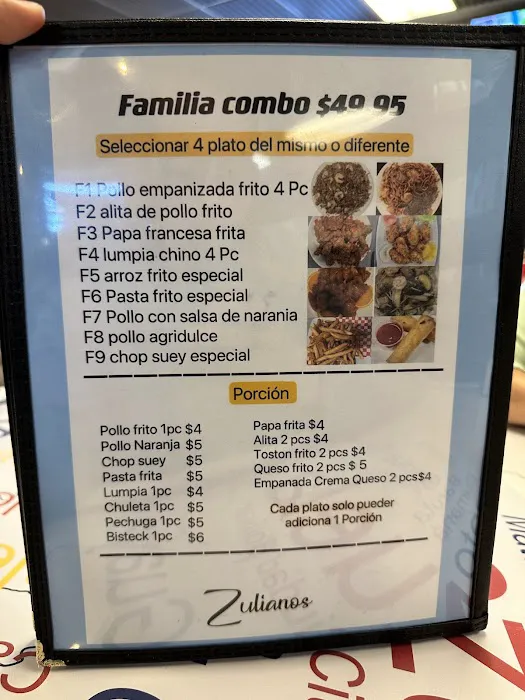 Familia combo $49.95
Seleccionar 4 plato del mismo o diferente
F1 Pollo empanizada frito 4 Pc
F2 alita de pollo frito
F3 Papa francesa frita
F4 lumpia chino 4 Pc
F5 arroz frito especial
F6 Pasta frito especial
F7 Pollo con salsa de narania
F8 pollo agridulce
F9 chop suey especial
Porción
Pollo frito 1pc $4
Pollo Naranja $5
Chop suey $5
Pasta frita $5
Lumpia 1pc $4
Chuleta 1pc $5
Pechuga 1pc $5
Bisteck 1pc $6
Papa frita $4
Alita 2 pcs $4
Toston frito 2 pcs $4
Queso frito 2 pcs $ 5
Empanada Crema Queso 2 pcs$4
Cada plato solo pueder
adiciona 1 Porción
Zulianos